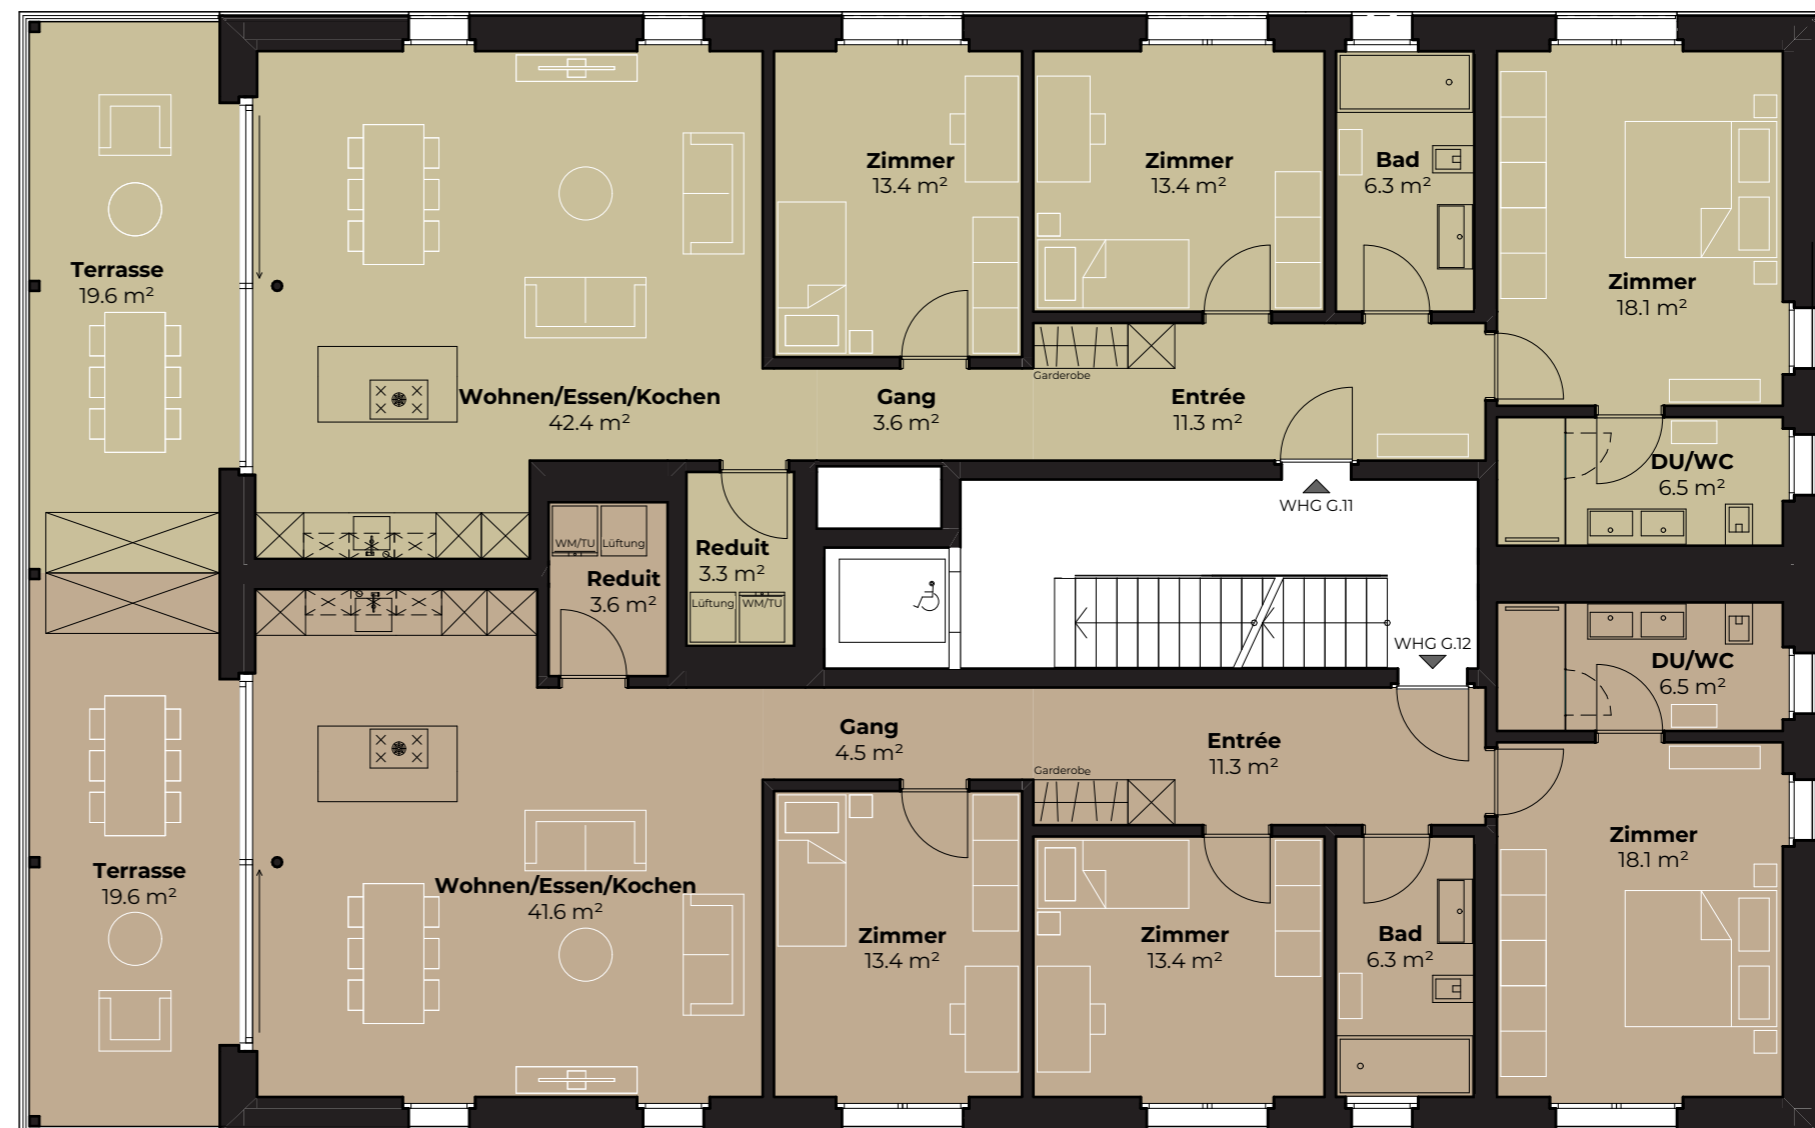 Zimmer
13.4 m²
Zimmer
13.4 m²
Bad
6.3 m²
Terrasse
19.6 m²
Zimmer
18.1 m²
Garderobe
Wohnen/Essen/Kochen
42.4 m²
Gang
3.6 m²
Entrée
11.3 m²
DU/WC
6.5 m²
WHG G.11
WM/TU
Lüftung
Reduit
3.3 m²
Reduit
3.6 m²
Lüftung
WM/TU
WHG G.12
DU/WC
6.5 m²
Gang
4.5 m²
Entrée
11.3 m²
Garderobe
Zimmer
18.1 m²
Terrasse
19.6 m²
Wohnen/Essen/Kochen
41.6 m²
Zimmer
13.4 m²
Zimmer
13.4 m²
Bad
6.3 m²